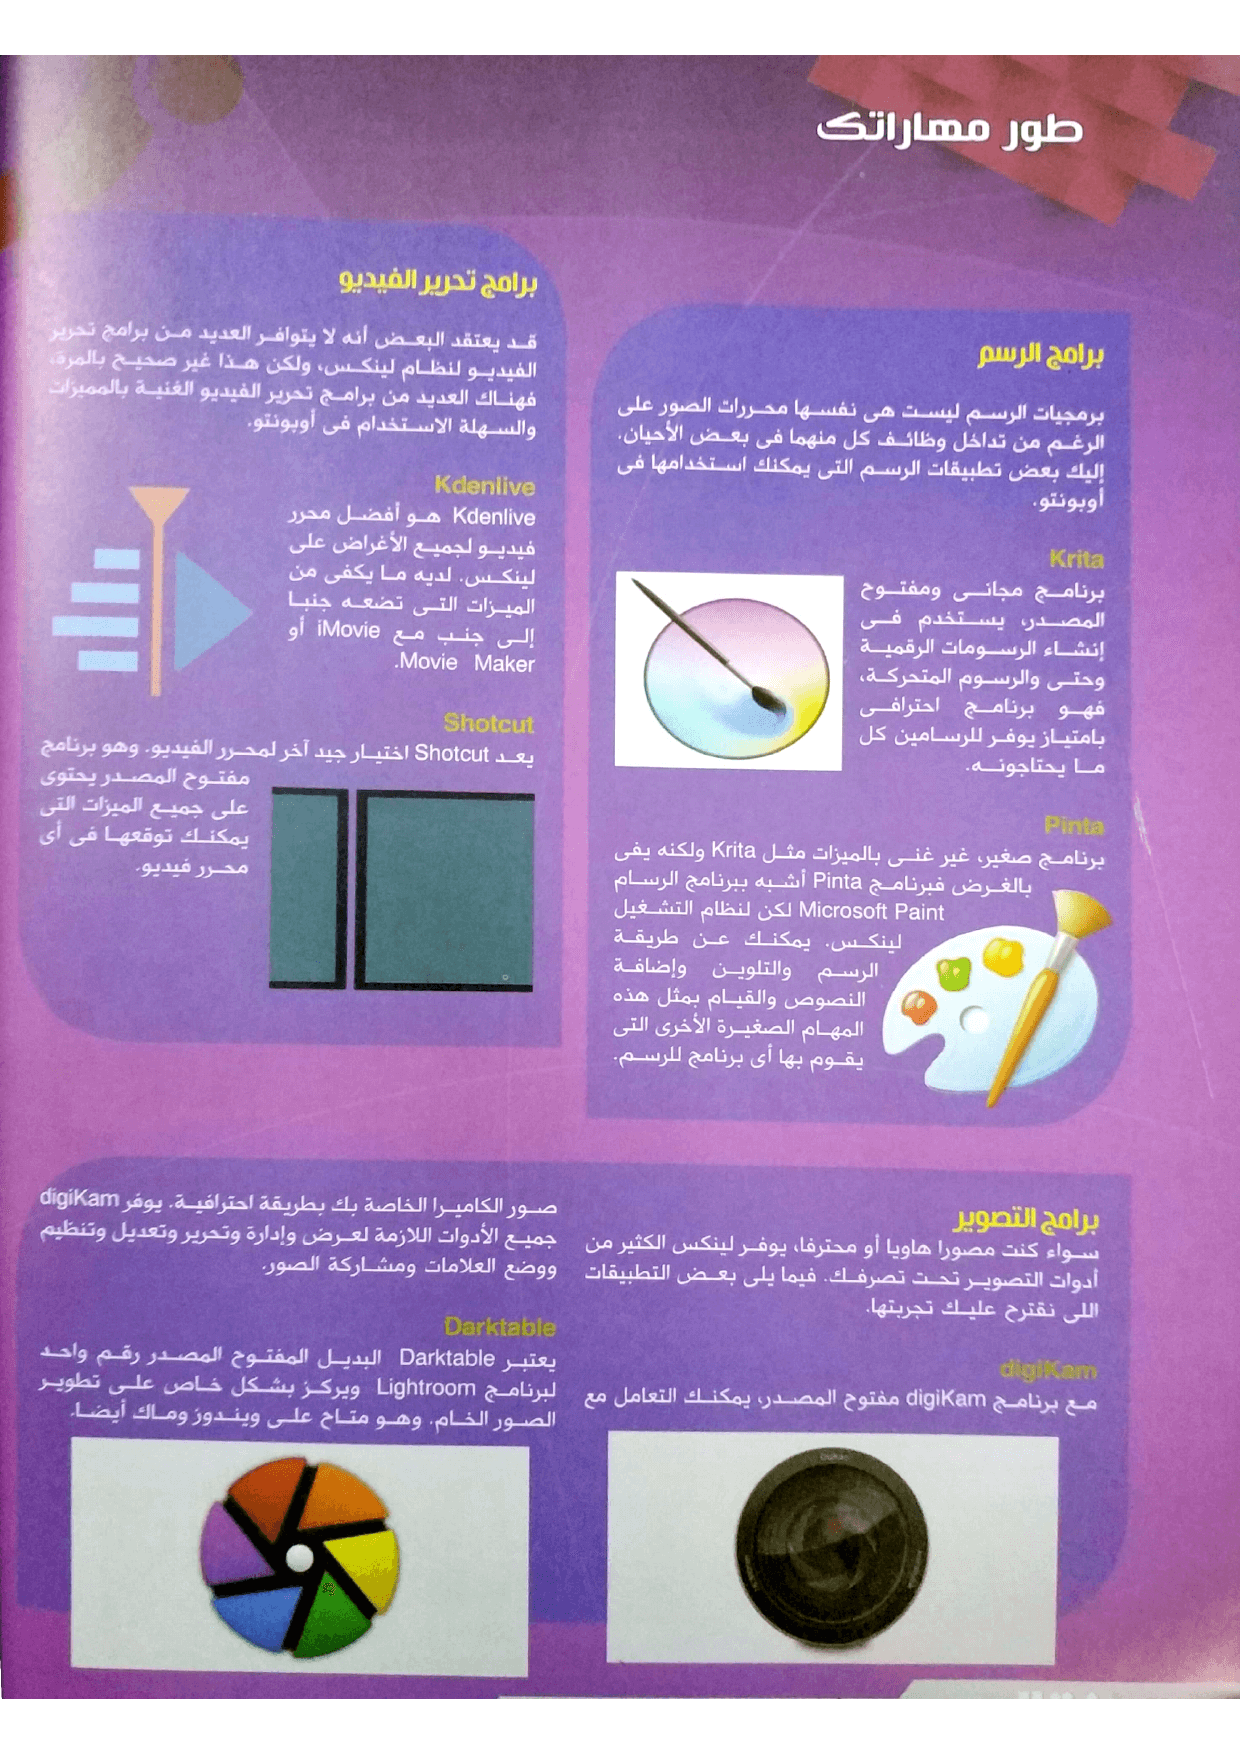 طور مهاراتك
برامج الرسم
برمجيات الرسم ليست هى نفسها محررات الصور على
الرغم من تداخل وظائف كل منهما فى بعض الأحيان.
إليك بعض تطبيقات الرسم التى يمكنك استخدامها فى
أوبونتو.
Krita
برنامج مجانى ومفتوح
المصدر، يستخدم فى
إنشاء الرسومات الرقمية
وحتى والرسوم المتحركة،
فهو برنامج احترافى
بامتياز يوفر للرسامين كل
ما يحتاجونه.
Pinta
برنامج صغير، غير غنى بالميزات مثل Krita ولكنه يفى
بالغرض فبرنامج Pinta أشبه ببرنامج الرسام
Microsoft Paint لكن لنظام التشغيل
لينكس. يمكنك عن طريقة
الرسم والتلوين وإضافة
النصوص والقيام بمثل هذه
المهام الصغيرة الأخرى التى
يقوم بها أى برنامج للرسم.
برامج تحرير الفيديو
قد يعتقد البعض أنه لا يتوافر العديد من برامج تحرير
الفيديو لنظام لينكس، ولكن هذا غير صحيح بالمرة،
فهناك العديد من برامج تحرير الفيديو الغنية بالمميزات
والسهلة الاستخدام فى أوبونتو.
Kdenlive
Kdenlive هو أفضل محرر
فيديو لجميع الأغراض على
لينكس. لديه ما يكفى من
الميزات التى تضعه جنبا
إلى جنب مع iMovie أو
Movie Maker.
Shotcut
يعد Shotcut اختيار جيد آخر لمحرر الفيديو. وهو برنامج
مفتوح المصدر يحتوى
على جميع الميزات التى
يمكنك توقعها فى أى
محرر فيديو.
برامج التصوير
سواء كنت مصورا هاويا أو محترفا، يوفر لينكس الكثير من
أدوات التصوير تحت تصرفك. فيما يلى بعض التطبيقات
اللى نقترح عليك تجربتها.
digiKam
مع برنامج digiKam مفتوح المصدر، يمكنك التعامل مع
صور الكاميرا الخاصة بك بطريقة احترافية. يوفر digiKam
جميع الأدوات اللازمة لعرض وإدارة وتحرير وتعديل وتنظيم
ووضع العلامات ومشاركة الصور.
Darktable
يعتبر Darktable البديل المفتوح المصدر رقم واحد
لبرنامج Lightroom ويركز بشكل خاص على تطوير
الصور الخام. وهو متاح على ويندوز وماك أيضا.